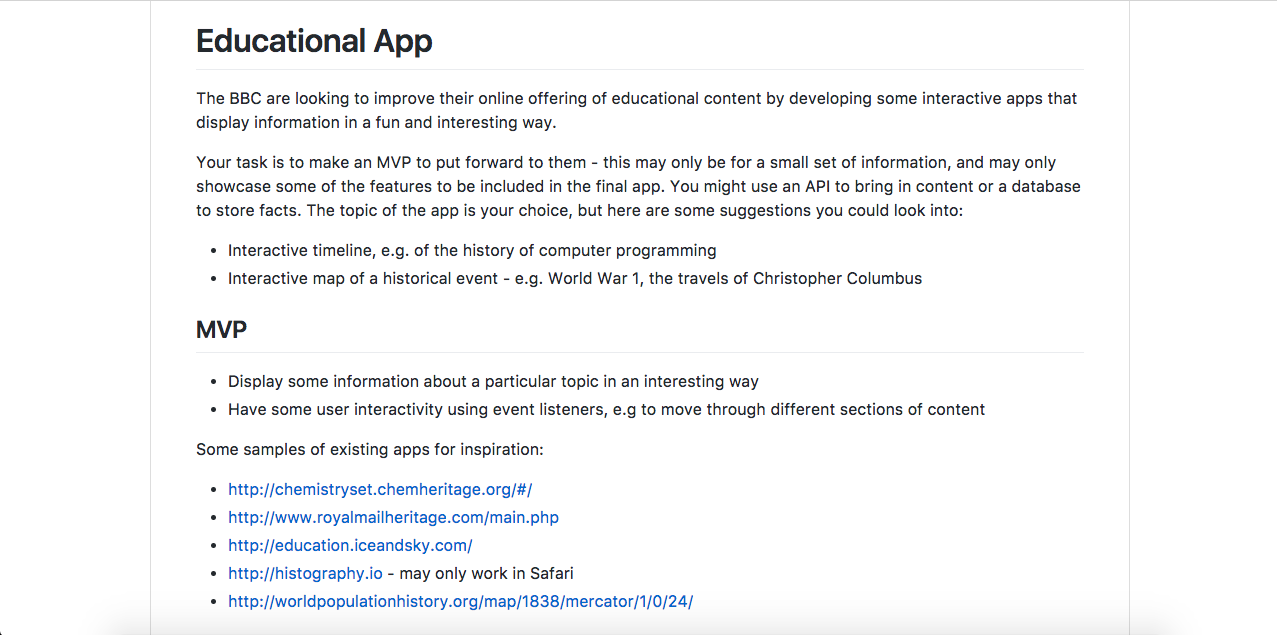 Educational App
The BBC are looking to improve their online offering of educational content by developing some interactive apps that
display information in a fun and interesting way.
Your task is to make an MVP to put forward to them - this may only be for a small set of information, and may only
showcase some of the features to be included in the final app. You might use an API to bring in content or a database
to store facts. The topic of the app is your choice, but here are some suggestions you could look into:
• Interactive timeline, e.g. of the history of computer programming
• Interactive map of a historical event - e.g. World War 1, the travels of Christopher Columbus
MVP
• Display some information about a particular topic in an interesting way
• Have some user interactivity using event listeners, e.g to move through different sections of content
Some samples of existing apps for inspiration:
• http://chemistryset.chemheritage.org/#/
• http://www.royalmailheritage.com/main.php
• http://education.iceandsky.com/
• http://histography.io - may only work in Safari
• http://worldpopulationhistory.org/map/1838/mercator/1/0/24/